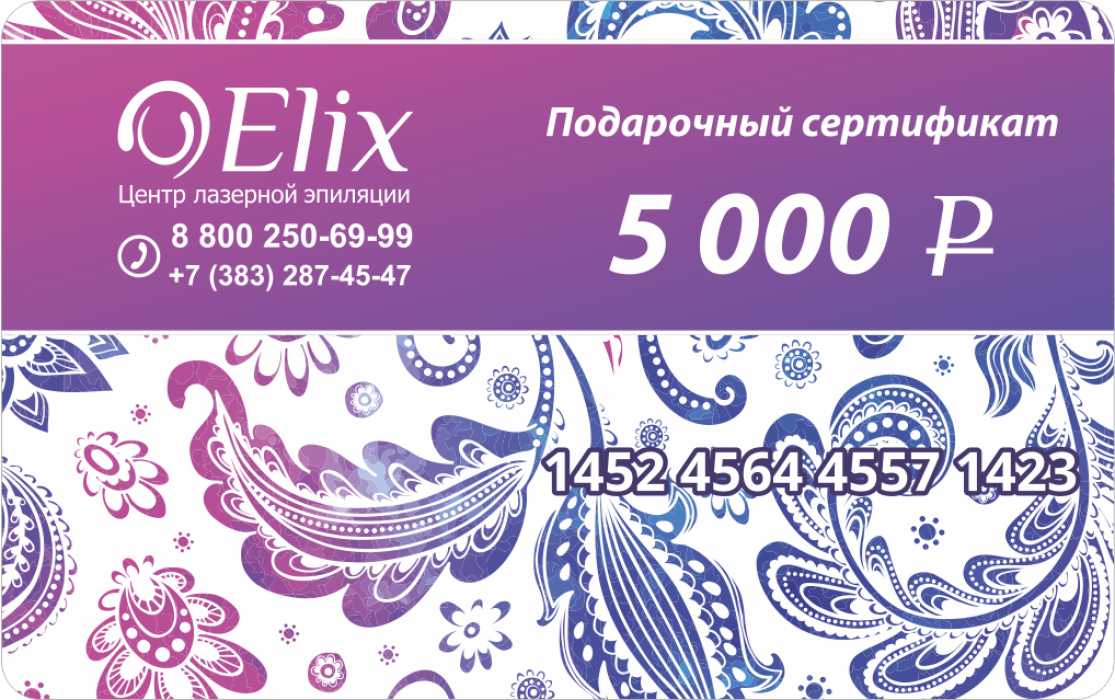 Elix
Центр лазерной эпиляции
8 800 250-69-99
+7 (383) 287-45-47
Подарочный сертификат
5 000 ₽
1452 4564 4557 1423